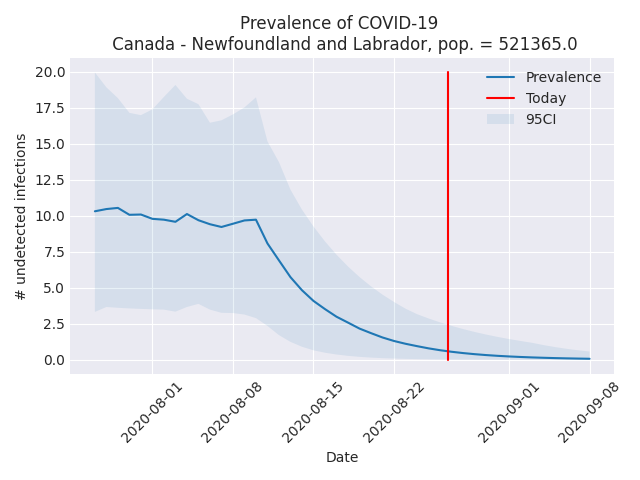 Prevalence of COVID-19
Canada - Newfoundland and Labrador, pop. = 521365.0
20.0
17.5
15.0
12.5
10.0
7.5
5.0
2.5
0.0
# undetected infections
Prevalence
Today
95CI
2020-08-01
2020-08-08
2020-08-15
2020-08-22
2020-09-01
2020-09-08
Date